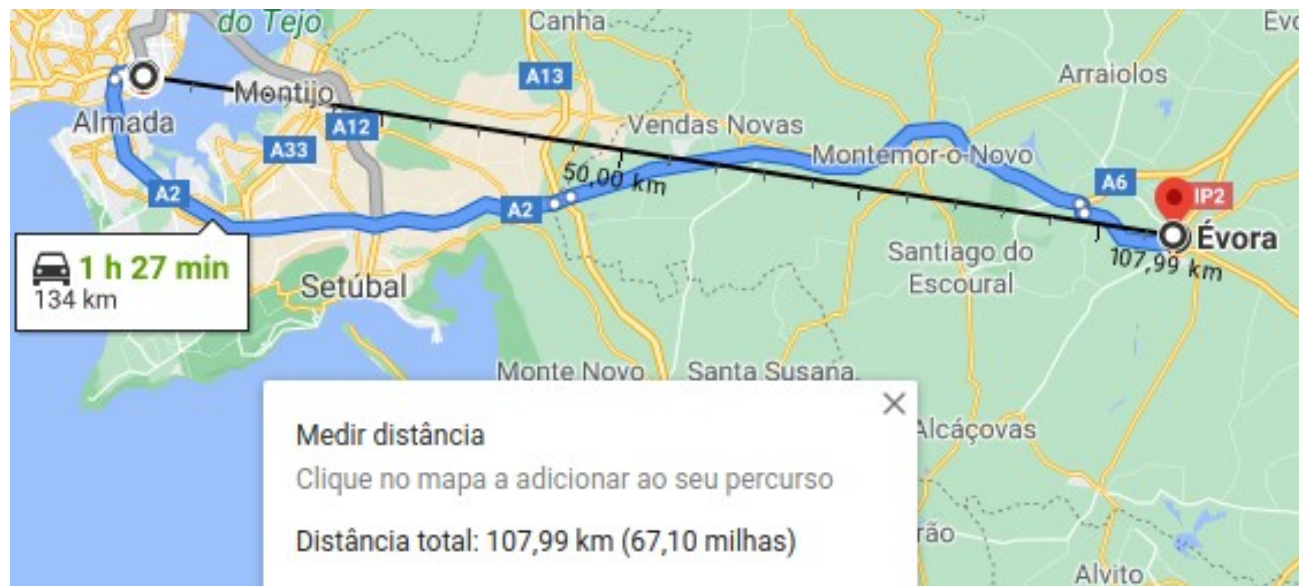 do Tejo
Canha
Evo
A13
Arraiolos
Montijo
Almada
A12
Vendas Novas
A33
Montemor-o-Novo
50,00 km
A6
IP2
A2
A2
Évora
1 h 27 min
134 km
Setúbal
Santiago do
Escoural
107,99 km
Monte Novo
Santa Susana
Alcáçovas
Medir distância
Clique no mapa a adicionar ao seu percurso
Distância total: 107,99 km (67,10 milhas)
rão
Alvito